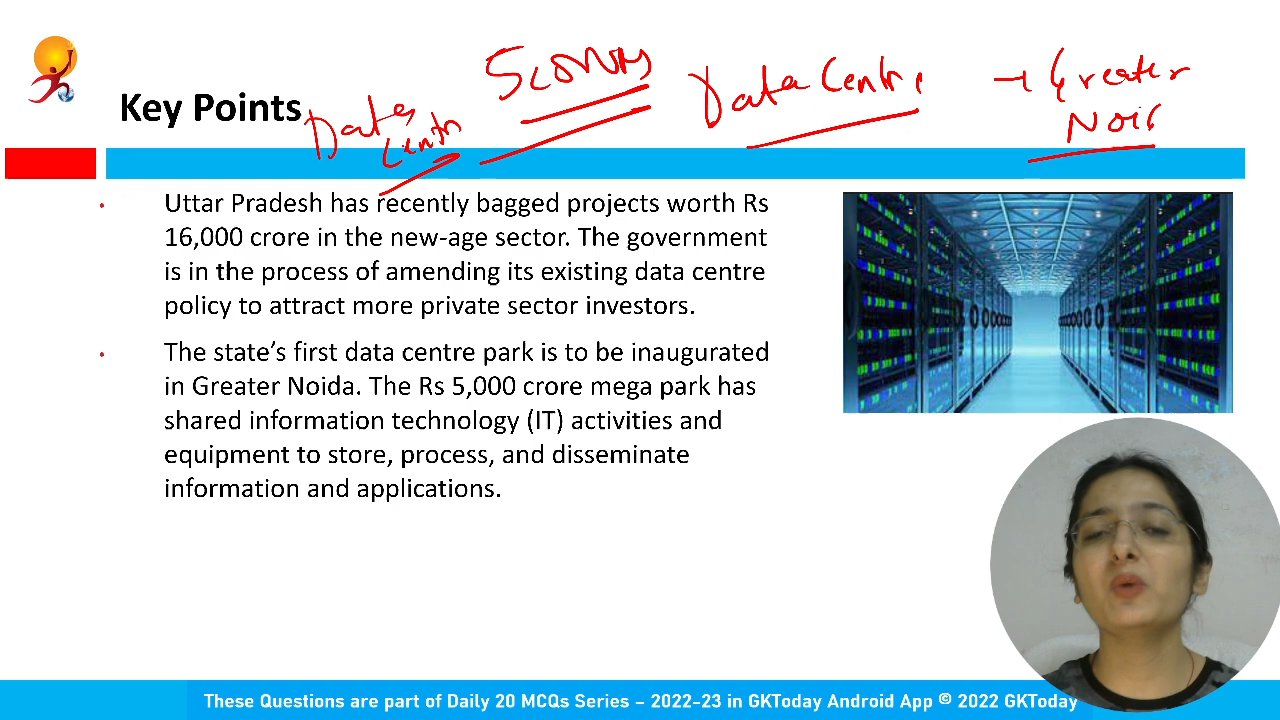 Data Centre
Greater
Key Points
Data
Centr
Uttar Pradesh has recently bagged projects worth Rs
16,000 crore in the new-age sector. The government
is in the process of amending its existing data centre
policy to attract more private sector investors.
The state’s first data centre park is to be inaugurated
in Greater Noida. The Rs 5,000 crore mega park has
shared information technology (IT) activities and
equipment to store, process, and disseminate
information and applications.
These Questions are part of Daily 20 MCQs Series – 2022-23 in GKToday Android App © 2022 GKToday